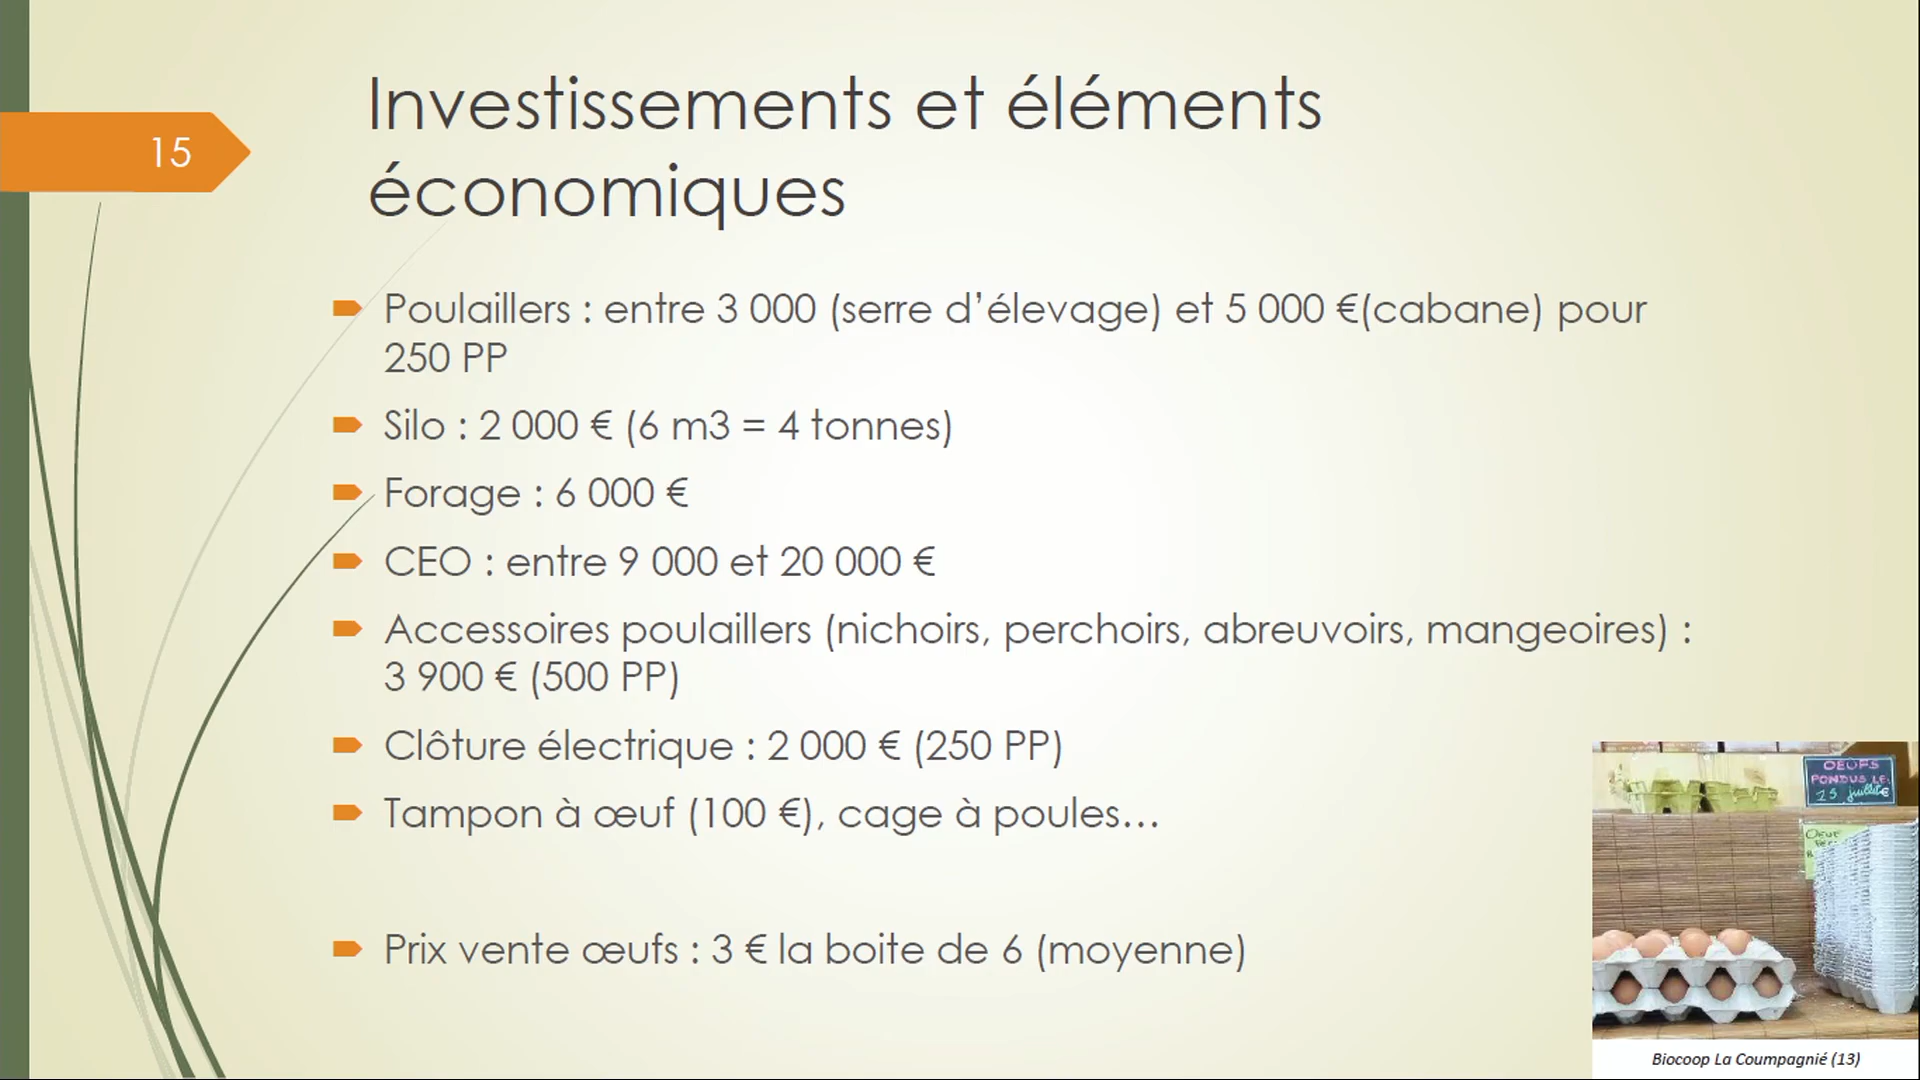 15
Investissements et éléments
économiques
Poulaillers : entre 3 000 (serre d’élevage) et 5 000 €(cabane) pour
250 PP
Silo : 2 000 € (6 m3 = 4 tonnes)
Forage : 6 000 €
CEO : entre 9 000 et 20 000 €
Accessoires poulaillers (nichoirs, perchoirs, abreuvoirs, mangeoires) :
3 900 € (500 PP)
Clôture électrique : 2 000 € (250 PP)
Tampon à œuf (100 €), cage à poules…
Prix vente œufs : 3 € la boite de 6 (moyenne)
OEUFS
PONDUS LE
Biocoop La Coumpagnié (13)